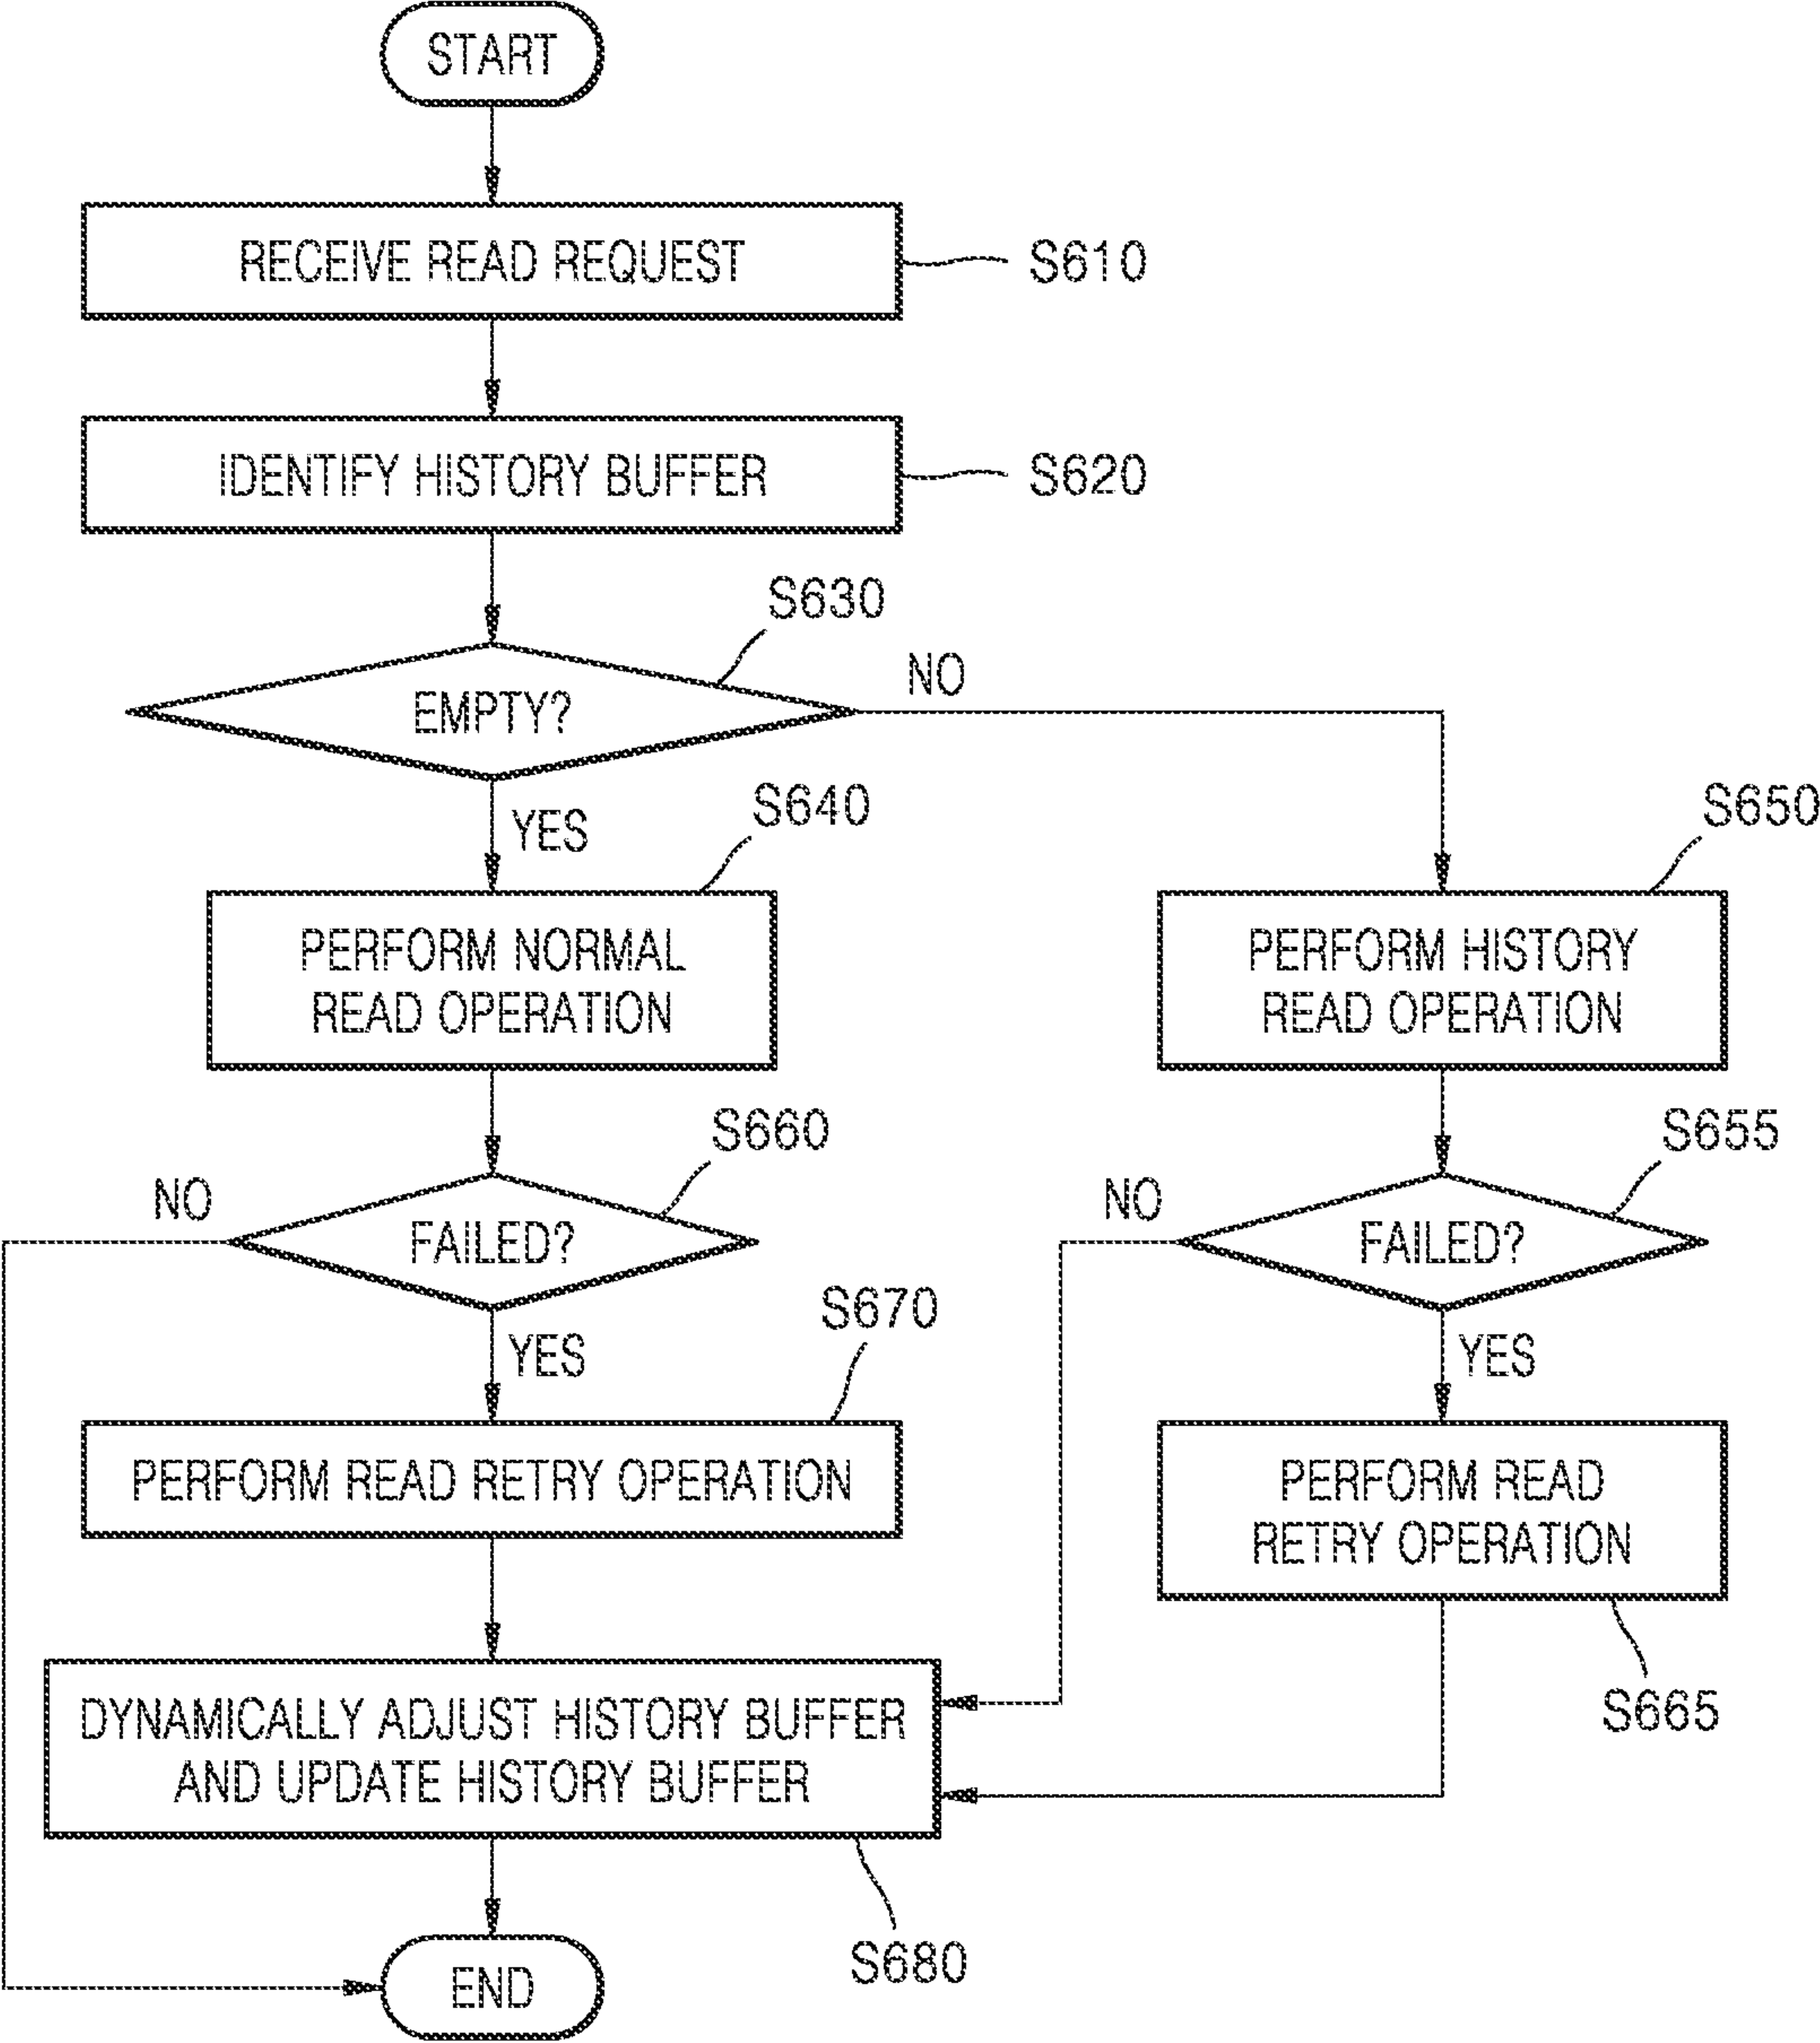 START
RECEIVE READ REQUEST
S610
IDENTIFY HISTORY BUFFER
S620
S630
EMPTY?
NO
YES
S640
S650
PERFORM NORMAL
READ OPERATION
PERFORM HISTORY
READ OPERATION
S660
S655
NO
FAILED?
NO
FAILED?
YES
S670
YES
PERFORM READ RETRY OPERATION
PERFORM READ
RETRY OPERATION
DYNAMICALLY ADJUST HISTORY BUFFER
AND UPDATE HISTORY BUFFER
S665
S680
END